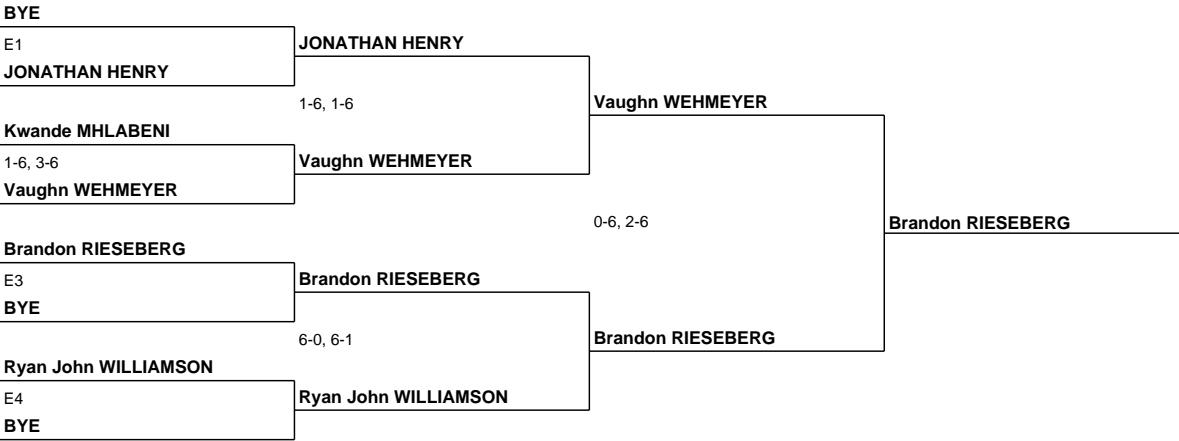 BYE
E1
JONATHAN HENRY
JONATHAN HENRY
1-6, 1-6
Vaughn WEHMEYER
Kwande MHLABENI
1-6, 3-6
Vaughn WEHMEYER
Vaughn WEHMEYER
0-6, 2-6
Brandon RIESEBERG
Brandon RIESEBERG
E3
Brandon RIESEBERG
BYE
6-0, 6-1
Brandon RIESEBERG
Ryan John WILLIAMSON
E4
Ryan John WILLIAMSON
BYE